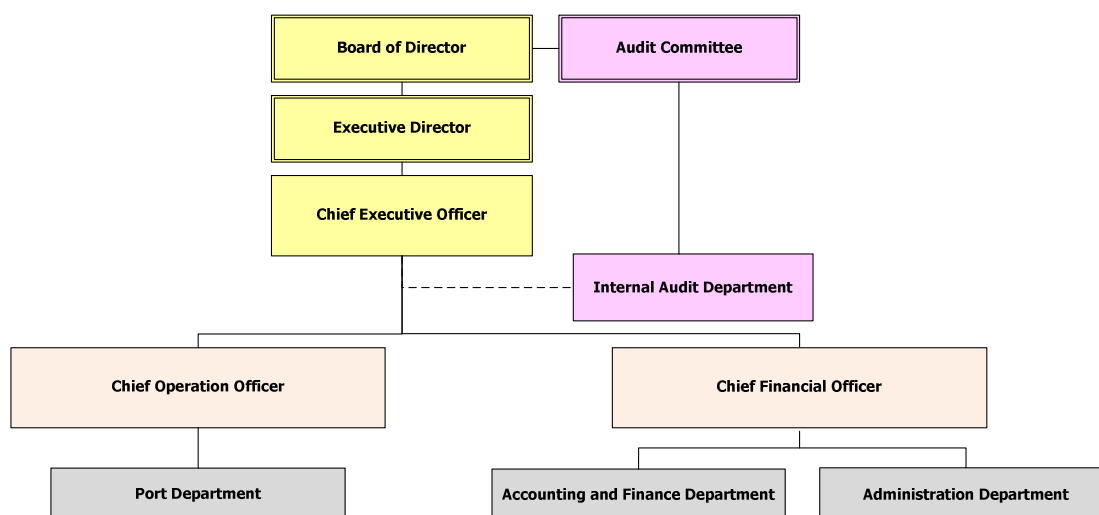 Board of Director
Audit Committee
Executive Director
Chief Executive Officer
Internal Audit Department
Chief Operation Officer
Chief Financial Officer
Port Department
Accounting and Finance Department
Administration Department